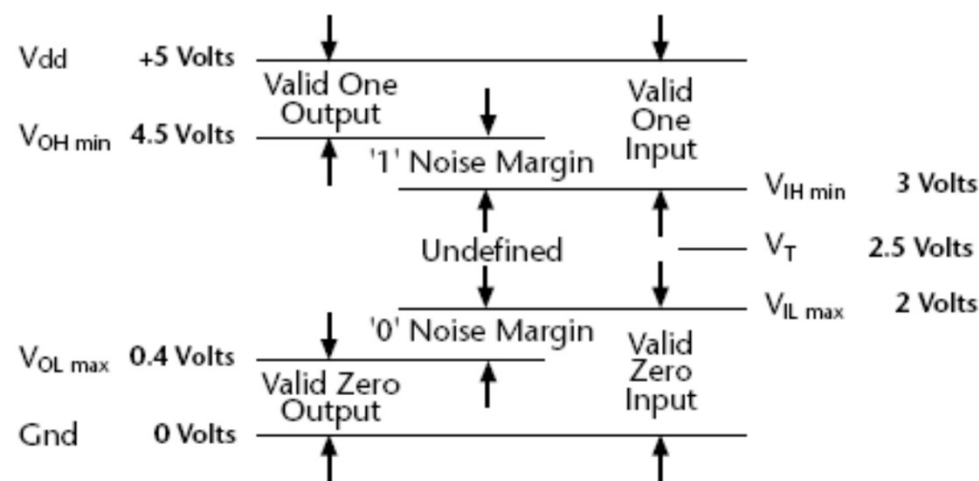 Vdd +5 Volts
Valid One
Output
Valid
One
Input
VOH min 4.5 Volts
'1' Noise Margin
VIH min 3 Volts
Undefined
VT 2.5 Volts
VIL max 2 Volts
'0' Noise Margin
VOL max 0.4 Volts
Valid Zero
Output
Valid
Zero
Input
Gnd 0 Volts